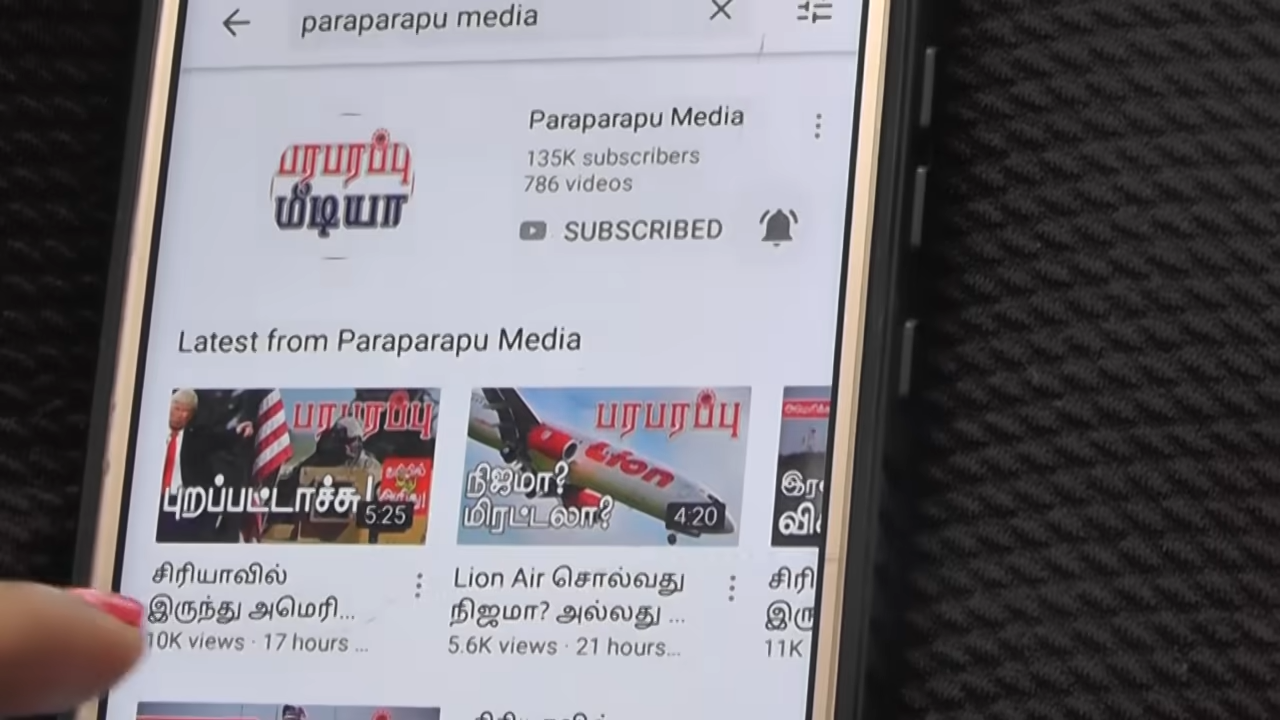 paraparapu media
பரபரப்பு
மீடியா
Paraparapu Media
135K subscribers
786 videos
SUBSCRIBED
Latest from Paraparapu Media
பரபரப்பு
புறப்பட்டாச்சு!
5:25
பரபரப்பு
Lion
நிஜமா?
மிரட்டலா?
4:20
சிரியாவில்
இருந்து அமெரி...
10K views · 17 hours ...
Lion Air சொல்வது
நிஜமா? அல்லது ...
5.6K views · 21 hours...
சிரி
இரு
11K